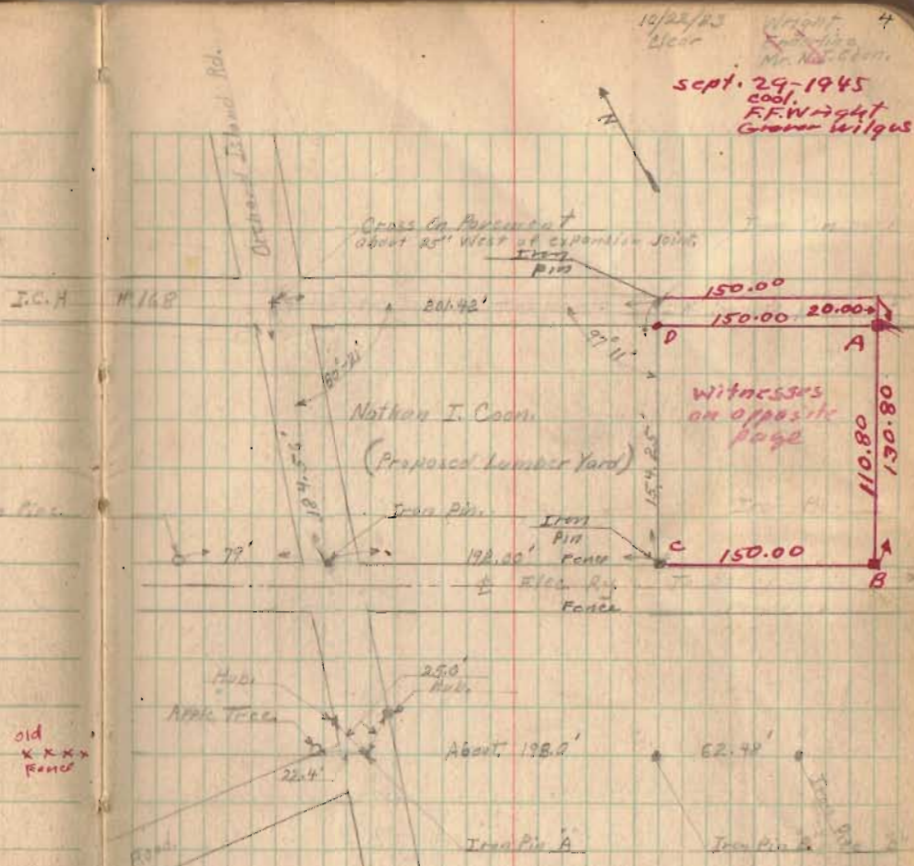 10/22/23
Clear
Wright
4
Mr. N. I. Coon.
Sept. 29-1945
cool.
F.F. Wright
Grover Wilgus
N
Orchard Island Rd.
Cross En Pavement
about 25" West of expansion joint.
Iron
Pin
I.C.H. Nº 168
201.42'
150.00
150.00
20.00
D
A
80°-21'
97° 11'
Nathan I. Coon.
(Proposed Lumber Yard)
Witnesses
on opposite
page
154.25'
110.80
130.80
Iron Pin.
Iron
Pin
Fence
79'
198.00'
C
150.00
B
₵ Elec. Ry.
Fence
Hub.
25.0'
Hub.
Apple Tree.
old
x x x x
Fence
22.4'
About 198.0'
62.48'
Road.
Iron Pin "A"
Iron Pin "B"